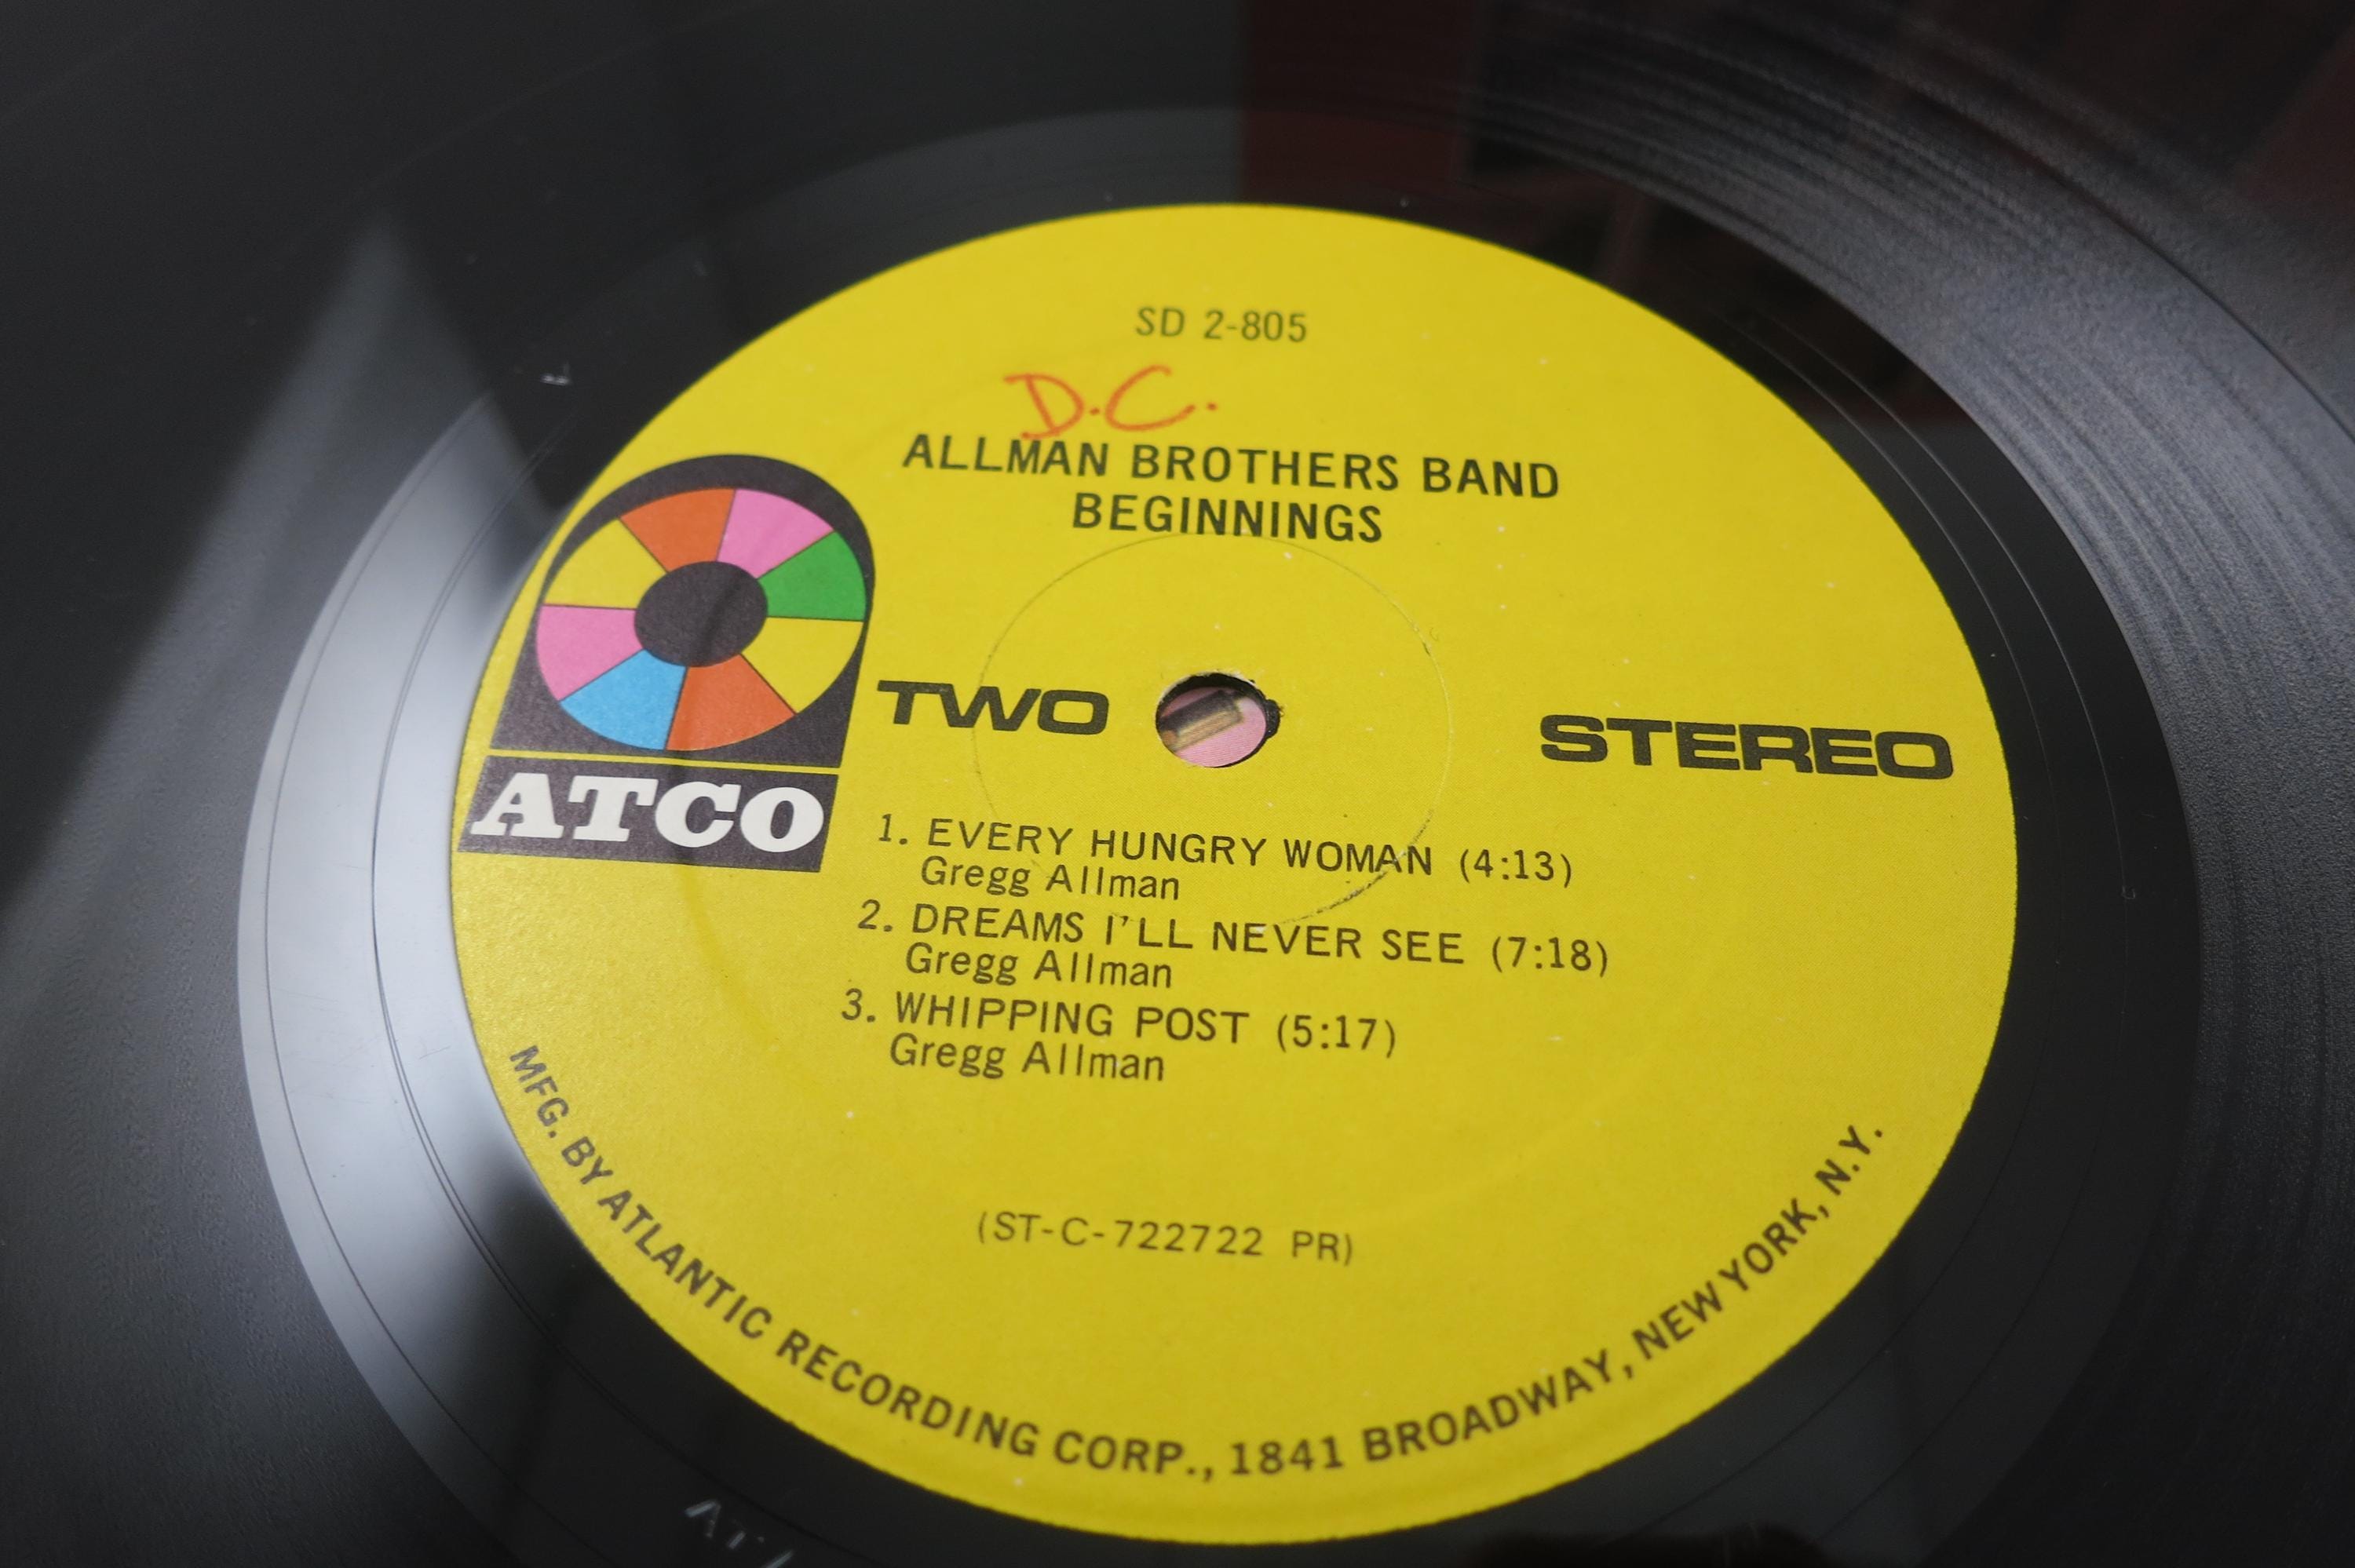 SD 2-805
D.C.
ALLMAN BROTHERS BAND
BEGINNINGS
ATCO
TWO
STEREO
1. EVERY HUNGRY WOMAN (4:13)
Gregg Allman
2. DREAMS I'LL NEVER SEE (7:18)
Gregg Allman
3. WHIPPING POST (5:17)
Gregg Allman
(ST-C-722722 PR)
MFG. BY ATLANTIC RECORDING CORP., 1841 BROADWAY, NEW YORK, N.Y.